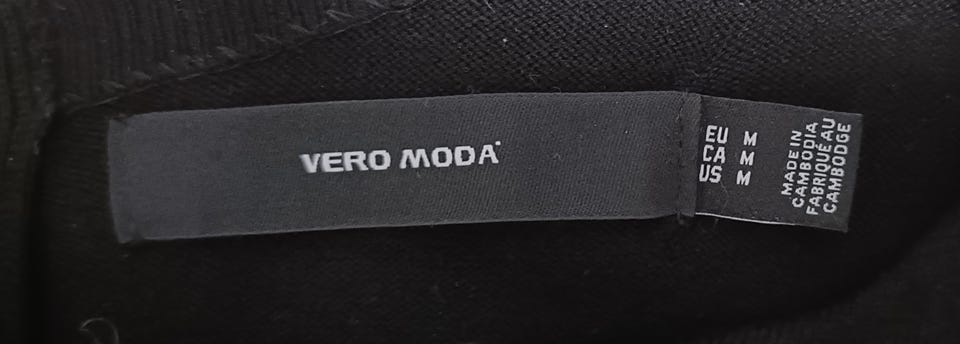 VERO MODA
EU M
CA M
US M
MADE IN
CAMBODIA
FABRIQUÉ AU
CAMBODGE